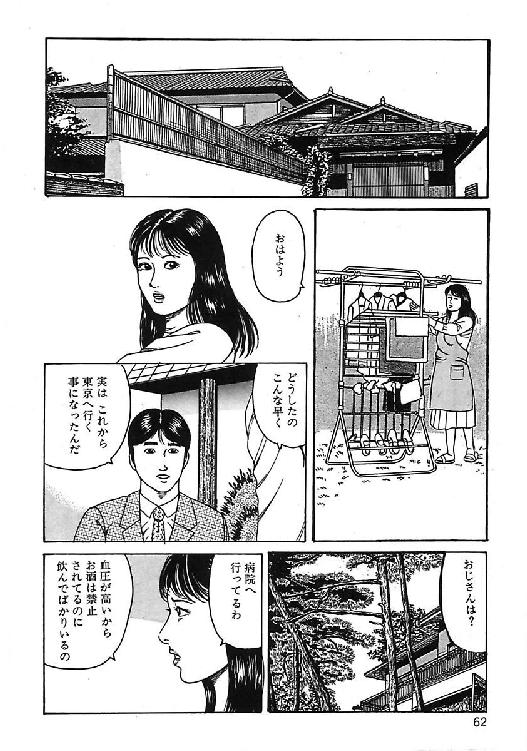 おはよう
どうしたの
こんな早く
実は これから
東京へ行く
事になったんだ
おじさんは?
病院へ
行ってるわ
血圧が高いから
お酒は禁止
されてるのに
飲んでばかりいるの
62